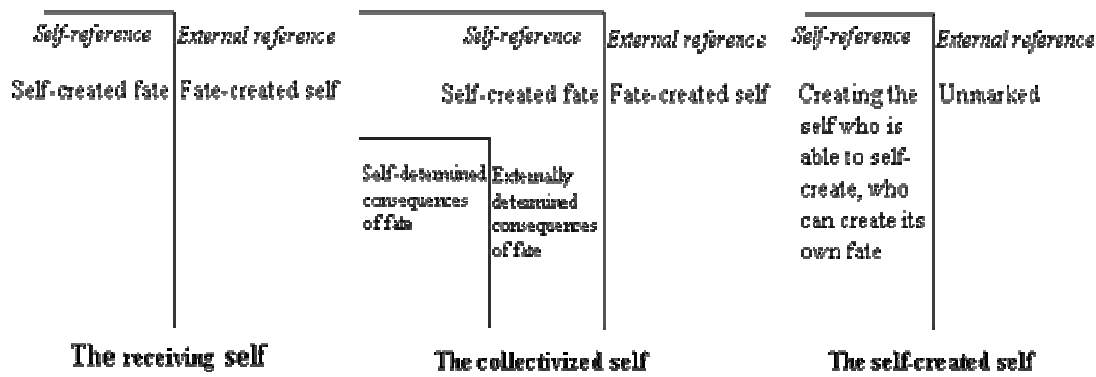 Self-reference
External reference
Self-created fate
Fate-created self
The receiving self
Self-reference
External reference
Self-created fate
Fate-created self
Self-determined
consequences
of fate
Externally
determined
consequences
of fate
The collectivized self
Self-reference
External reference
Creating the
self who is
able to self-
create, who
can create its
own fate
Unmarked
The self-created self